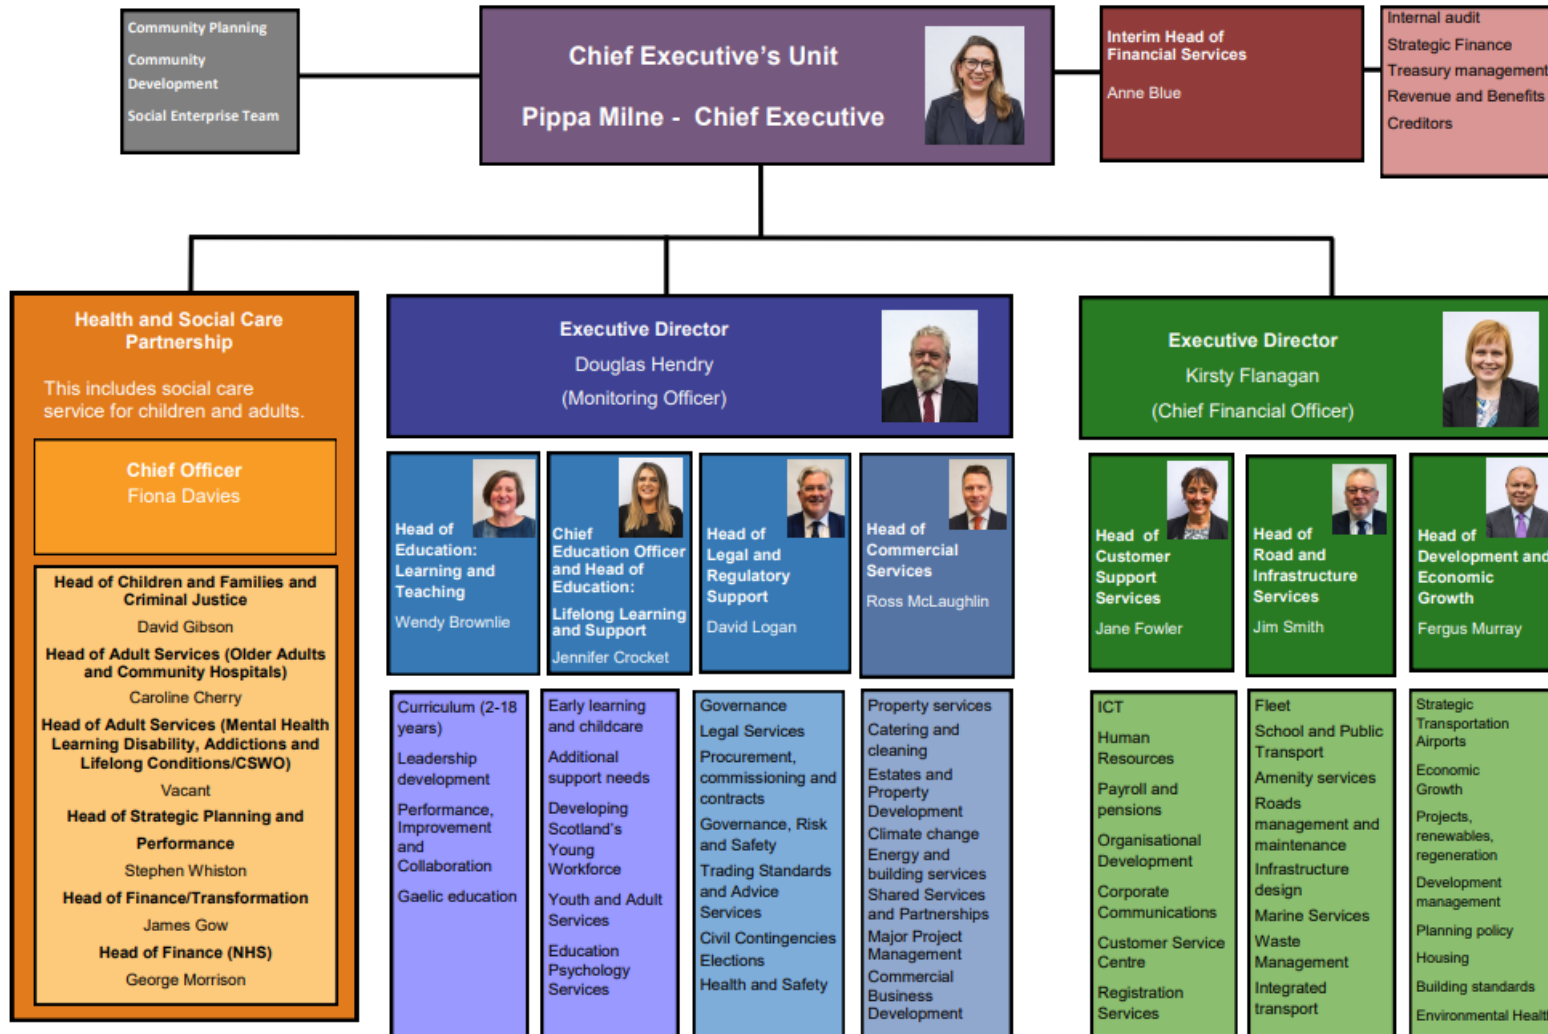 Community Planning
Community
Development
Social Enterprise Team
Chief Executive's Unit
Pippa Milne - Chief Executive
Interim Head of
Financial Services
Anne Blue
Internal audit
Strategic Finance
Treasury management
Revenue and Benefits
Creditors
Health and Social Care
Partnership
This includes social care
service for children and adults.
Chief Officer
Fiona Davies
Head of Children and Families and
Criminal Justice
David Gibson
Head of Adult Services (Older Adults
and Community Hospitals)
Caroline Cherry
Head of Adult Services (Mental Health
Learning Disability, Addictions and
Lifelong Conditions/CSWO)
Vacant
Head of Strategic Planning and
Performance
Stephen Whiston
Head of Finance/Transformation
James Gow
Head of Finance (NHS)
George Morrison
Executive Director
Douglas Hendry
(Monitoring Officer)
Head of
Education:
Learning and
Teaching
Wendy Brownlie
Chief
Education Officer
and Head of
Education:
Lifelong Learning
and Support
Jennifer Crocket
Head of
Legal and
Regulatory
Support
David Logan
Head of
Commercial
Services
Ross McLaughlin
Curriculum (2-18
years)
Leadership
development
Performance,
Improvement
and
Collaboration
Gaelic education
Early learning
and childcare
Additional
support needs
Developing
Scotland's
Young
Workforce
Youth and Adult
Services
Education
Psychology
Services
Governance
Legal Services
Procurement,
commissioning and
contracts
Governance, Risk
and Safety
Trading Standards
and Advice
Services
Civil Contingencies
Elections
Health and Safety
Property services
Catering and
cleaning
Estates and
Property
Development
Climate change
Energy and
building services
Shared Services
and Partnerships
Major Project
Management
Commercial
Business
Development
Executive Director
Kirsty Flanagan
(Chief Financial Officer)
Head of
Customer
Support
Services
Jane Fowler
Head of
Road and
Infrastructure
Services
Jim Smith
Head of
Development and
Economic
Growth
Fergus Murray
ICT
Human
Resources
Payroll and
pensions
Organisational
Development
Corporate
Communications
Customer Service
Centre
Registration
Services
Fleet
School and Public
Transport
Amenity services
Roads
management and
maintenance
Infrastructure
design
Marine Services
Waste
Management
Integrated
transport
Strategic
Transportation
Airports
Economic
Growth
Projects,
renewables,
regeneration
Development
management
Planning policy
Housing
Building standards
Environmental Health